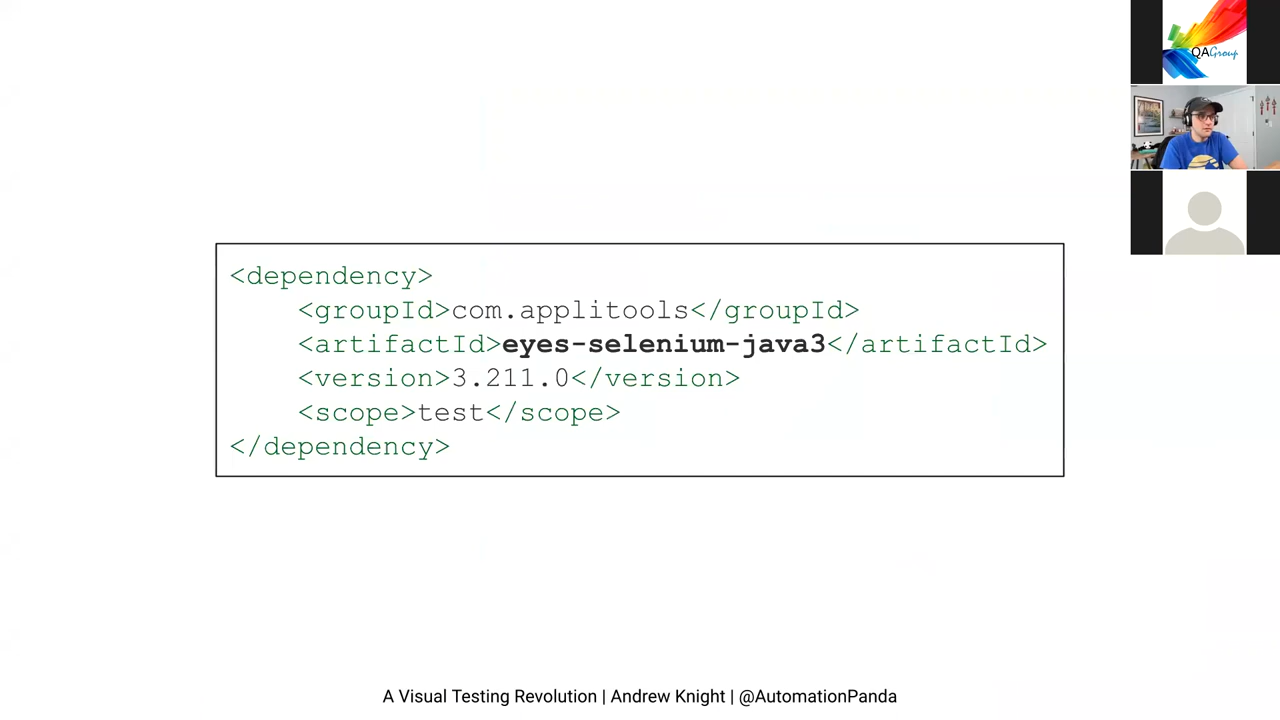 QAGroup
<dependency>
<groupId>com.applitools</groupId>
<artifactId>eyes-selenium-java3</artifactId>
<version>3.211.0</version>
<scope>test</scope>
</dependency>
A Visual Testing Revolution | Andrew Knight | @AutomationPanda